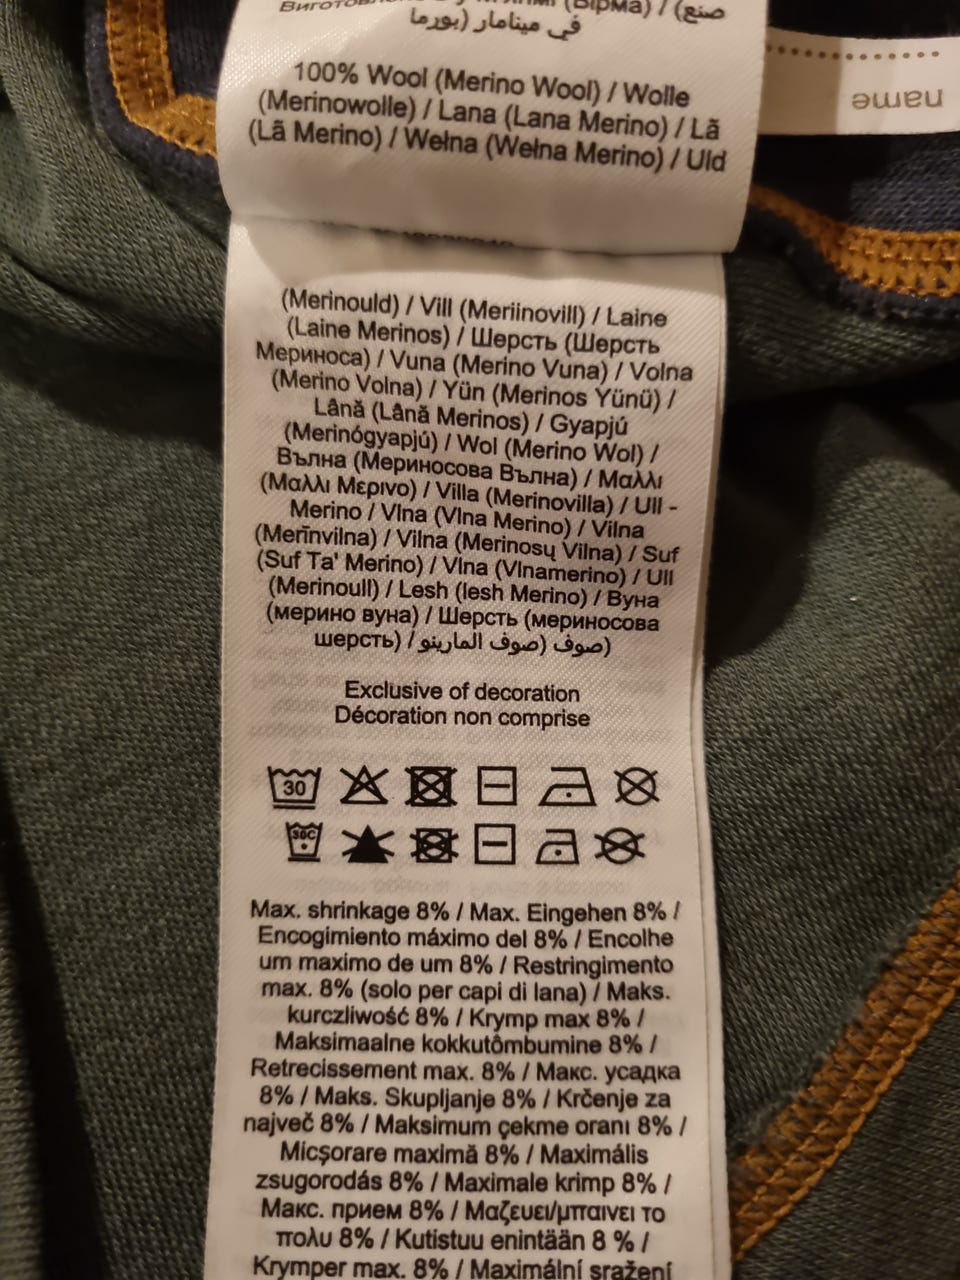 (Бірма) / (صنع
في مينامار (بورما
100% Wool (Merino Wool) / Wolle
(Merinowolle) / Lana (Lana Merino) / Lã
(Lã Merino) / Wełna (Wełna Merino) / Uld
name
(Merinould) / Vill (Meriinovill) / Laine
(Laine Merinos) / Шерсть (Шерсть
Мериноса) / Vuna (Merino Vuna) / Volna
(Merino Volna) / Yün (Merinos Yünü) /
Lână (Lână Merinos) / Gyapjú
(Merinógyapjú) / Wol (Merino Wol) /
Вълна (Мериносова Вълна) / Μαλλι
(Μαλλι Μερινο) / Villa (Merinovilla) / Ull -
Merino / Vlna (Vlna Merino) / Vilna
(Merīnvilna) / Vilna (Merinosų Vilna) / Suf
(Suf Ta' Merino) / Vlna (Vlnamerino) / Ull
(Merinoull) / Lesh (lesh Merino) / Вуна
(мерино вуна) / Шерсть (мериносова
шерсть) / صوف (صوف المارينو)
Exclusive of decoration
Décoration non comprise
30
30C
Max. shrinkage 8% / Max. Eingehen 8% /
Encogimiento máximo del 8% / Encolhe
um maximo de um 8% / Restringimento
max. 8% (solo per capi di lana) / Maks.
kurczliwość 8% / Krymp max 8% /
Maksimaalne kokkutõmbumine 8% /
Retrecissement max. 8% / Макс. усадка
8% / Maks. Skupljanje 8% / Krčenje za
največ 8% / Maksimum çekme oranı 8% /
Micşorare maximă 8% / Maximális
zsugorodás 8% / Maximale krimp 8% /
Макс. прием 8% / Μαζευει/μπαινει το
πολυ 8% / Kutistuu enintään 8 % /
Krymper max. 8% / Maximální sražení